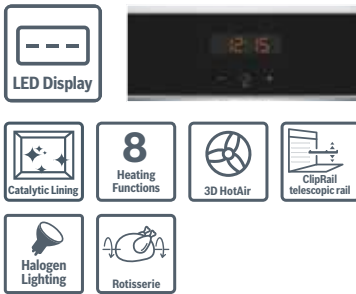 LED Display
12:15
Catalytic Lining
8
Heating
Functions
3D HotAir
ClipRail
telescopic rail
Halogen
Lighting
Rotisserie